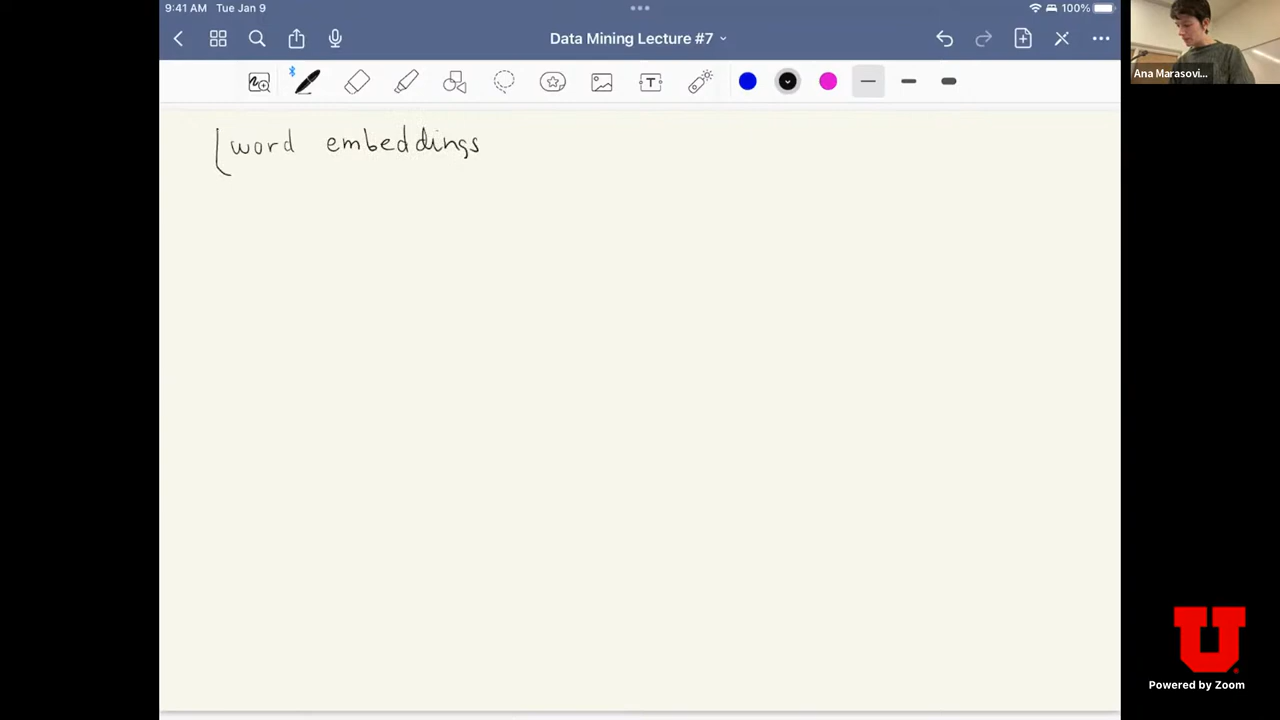 9:41 AM Tue Jan 9
100%
Data Mining Lecture #7
T
word embeddings
Ana Marasovi...
U
Powered by Zoom